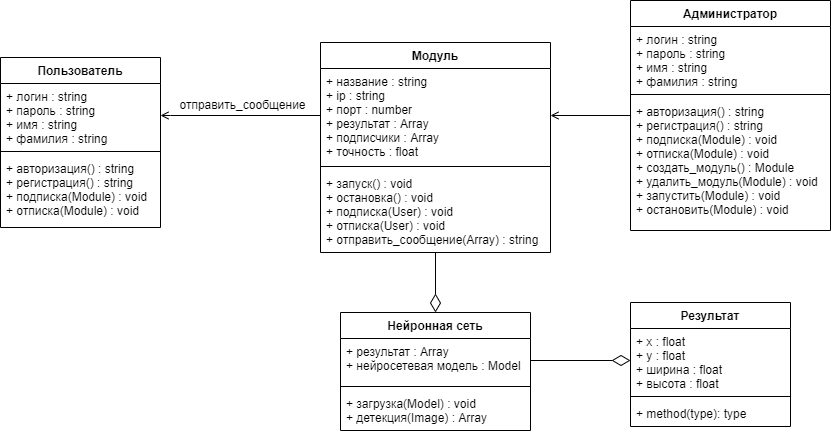 Пользователь
+ логин : string
+ пароль : string
+ имя : string
+ фамилия : string
+ авторизация() : string
+ регистрация() : string
+ подписка(Module) : void
+ отписка(Module) : void
отправить_сообщение
Модуль
+ название : string
+ ip : string
+ порт : number
+ результат : Array
+ подписчики : Array
+ точность : float
+ запуск() : void
+ остановка() : void
+ подписка(User) : void
+ отписка(User) : void
+ отправить_сообщение(Array) : string
Администратор
+ логин : string
+ пароль : string
+ имя : string
+ фамилия : string
+ авторизация() : string
+ регистрация() : string
+ подписка(Module) : void
+ отписка(Module) : void
+ создать_модуль() : Module
+ удалить_модуль(Module) : void
+ запустить(Module) : void
+ остановить(Module) : void
Нейронная сеть
+ результат : Array
+ нейросетевая модель : Model
+ загрузка(Model) : void
+ детекция(Image) : Array
Результат
+ x : float
+ y : float
+ ширина : float
+ высота : float
+ method(type): type